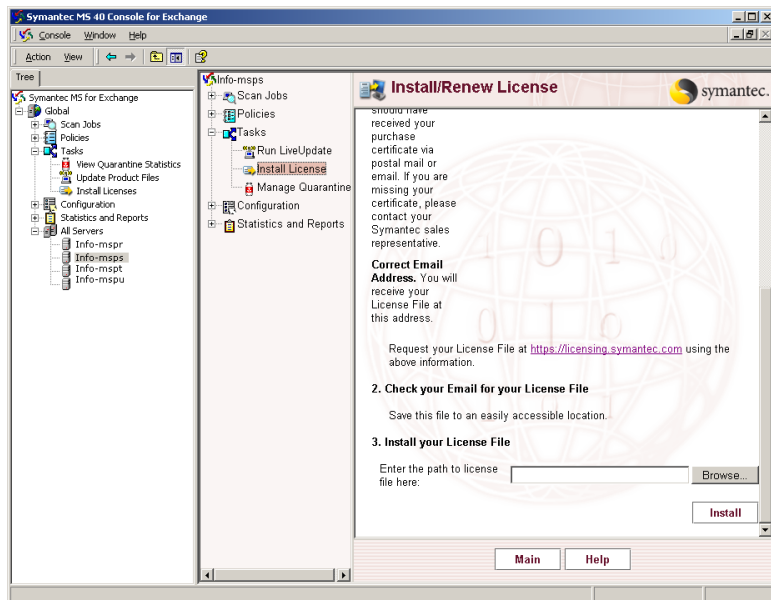 Symantec MS 40 Console for Exchange
Console Window Help
Action View
Tree
Symantec MS for Exchange
Global
Scan Jobs
Policies
Tasks
View Quarantine Statistics
Update Product Files
Install Licenses
Configuration
Statistics and Reports
All Servers
Info-mspr
Info-msps
Info-mspt
Info-mspu
Info-msps
Scan Jobs
Policies
Tasks
Run LiveUpdate
Install License
Manage Quarantine
Configuration
Statistics and Reports
Install/Renew License
symantec.
should have
received your
purchase
certificate via
postal mail or
email. If you are
missing your
certificate, please
contact your
Symantec sales
representative.
Correct Email
Address. You will
receive your
License File at
this address.
Request your License File at https://licensing.symantec.com using the
above information.
2. Check your Email for your License File
Save this file to an easily accessible location.
3. Install your License File
Enter the path to license
file here:
Browse...
Install
Main Help